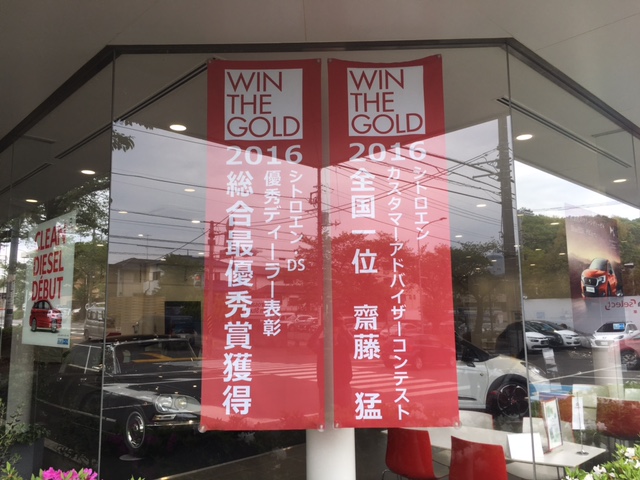 WIN
THE
GOLD
2016
シトロエン DS
優秀ディーラー表彰
総合最優秀賞獲得
WIN
THE
GOLD
2016
シトロエン
カスタマーアドバイザーコンテスト
全国一位 齋藤 猛
CLEAN
DIESEL
DEBUT